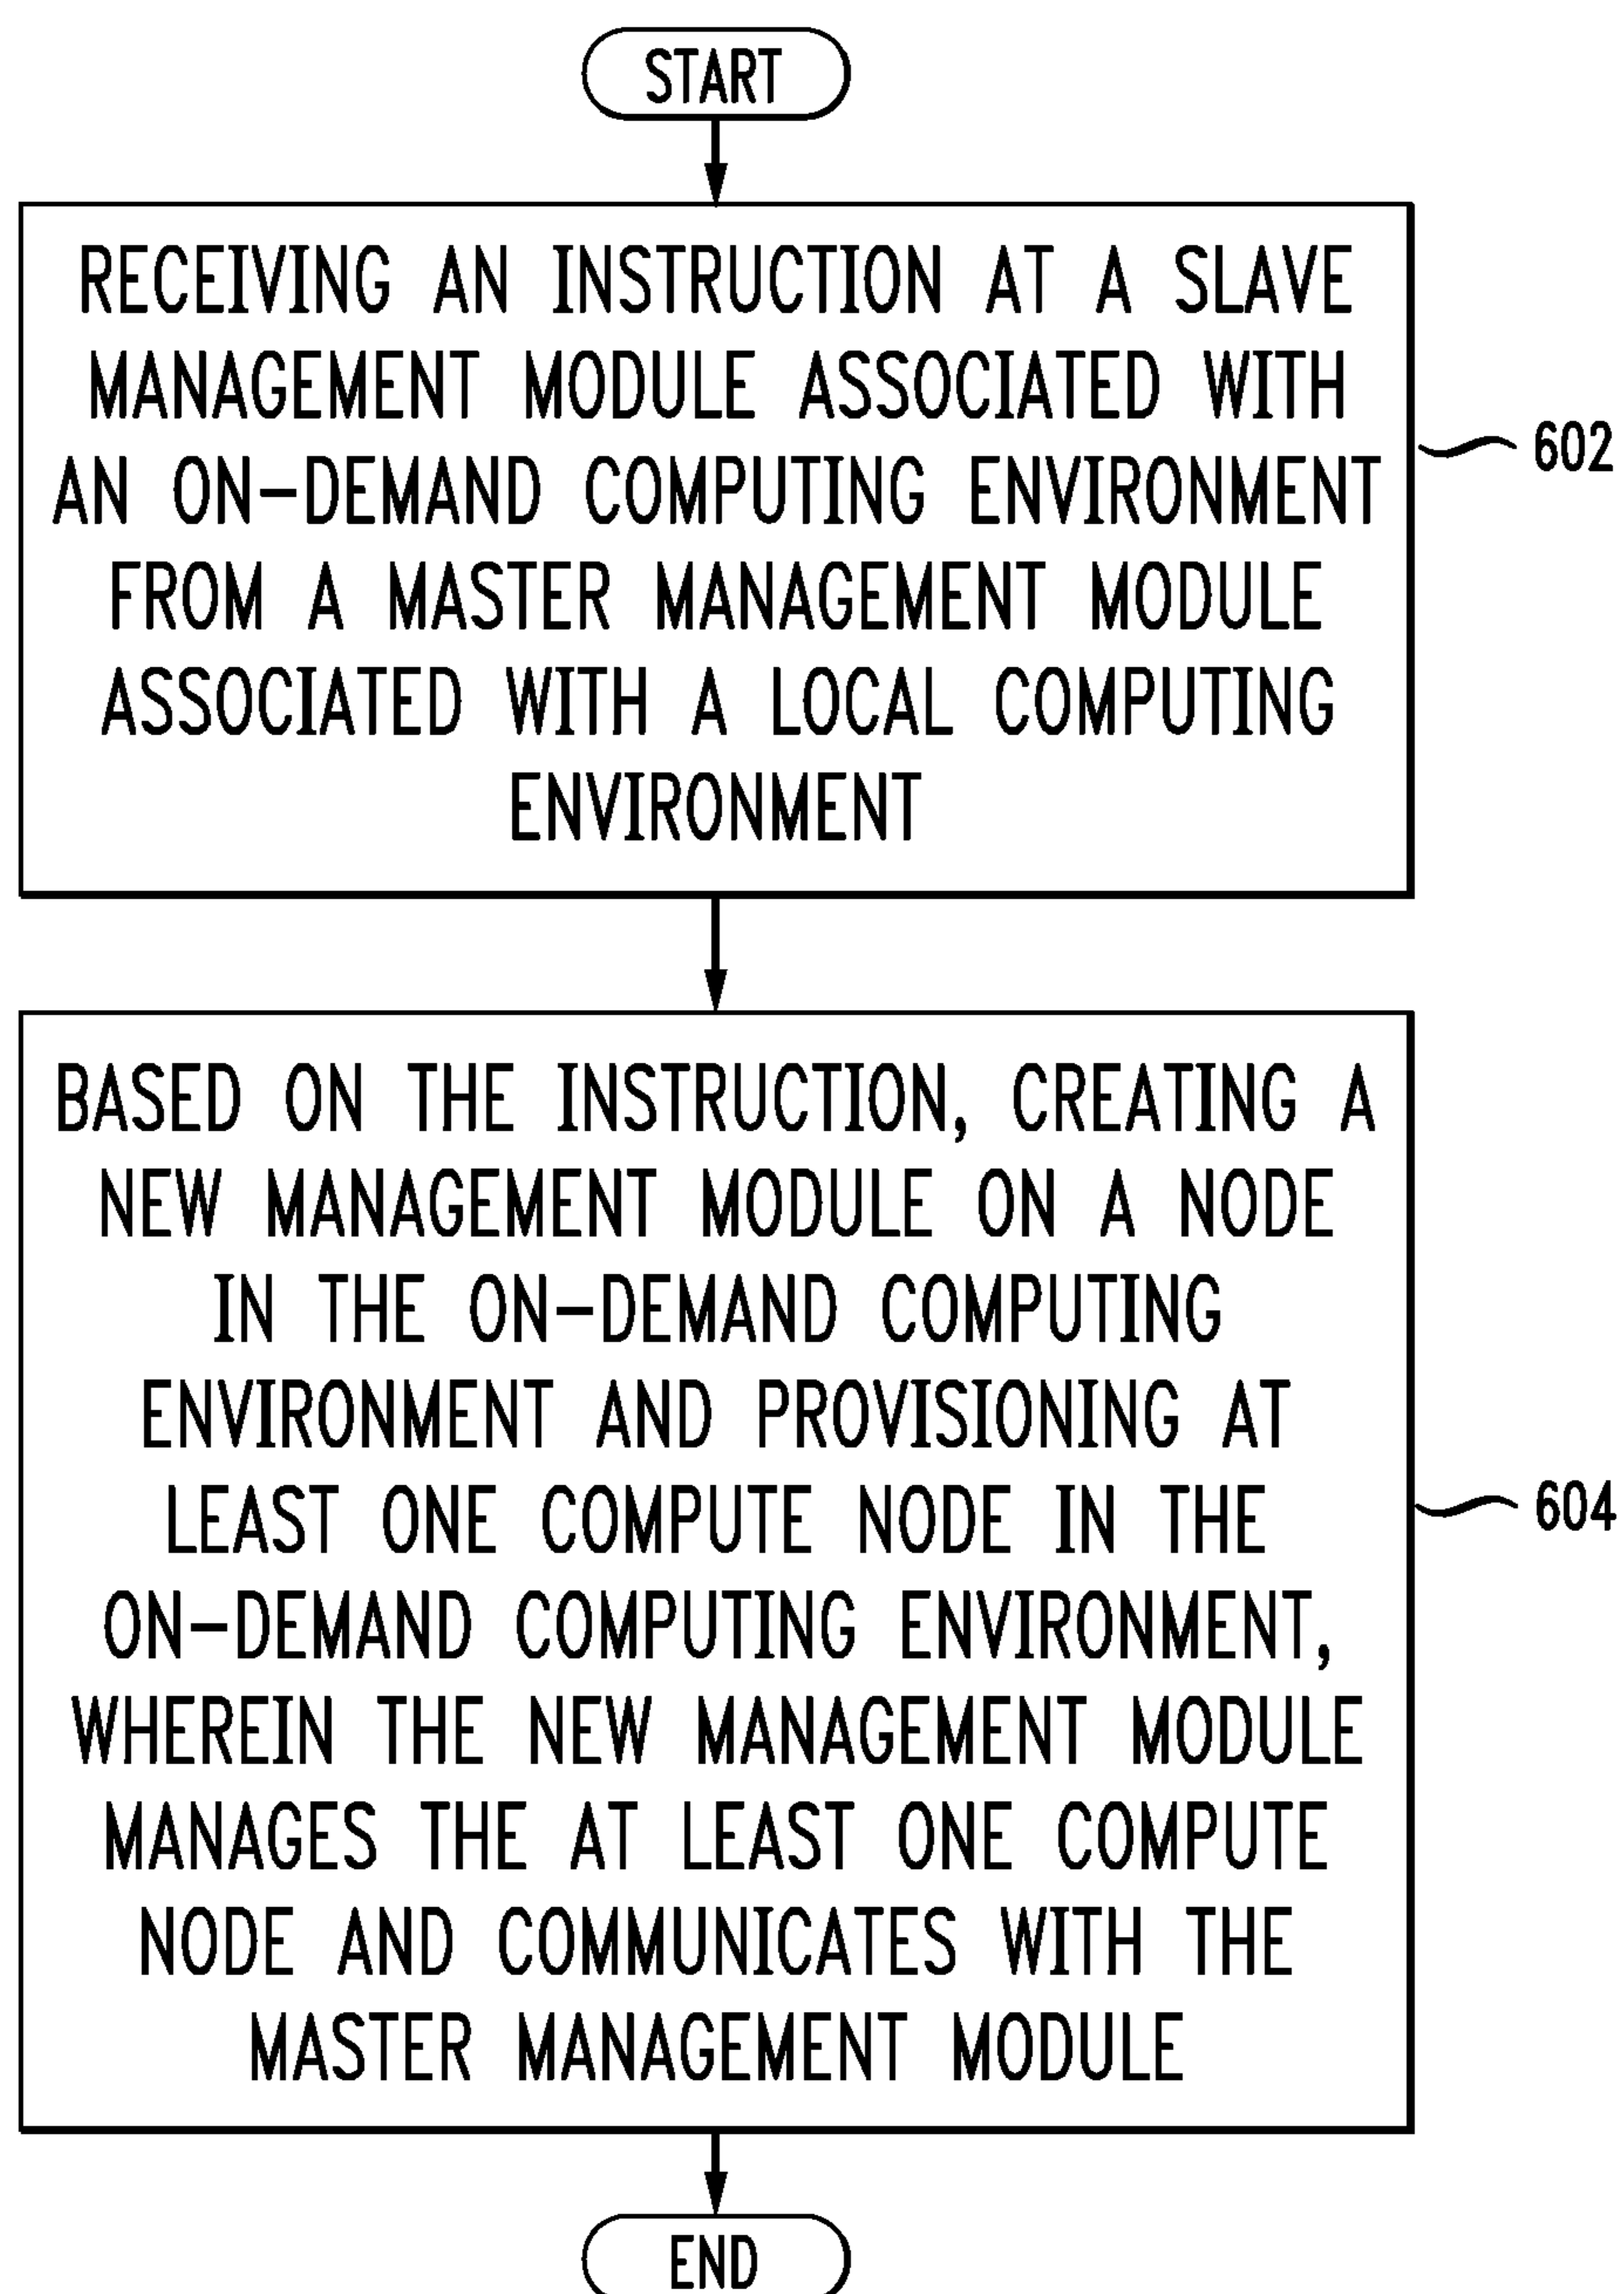 START
RECEIVING AN INSTRUCTION AT A SLAVE
MANAGEMENT MODULE ASSOCIATED WITH
AN ON-DEMAND COMPUTING ENVIRONMENT
FROM A MASTER MANAGEMENT MODULE
ASSOCIATED WITH A LOCAL COMPUTING
ENVIRONMENT
602
BASED ON THE INSTRUCTION, CREATING A
NEW MANAGEMENT MODULE ON A NODE
IN THE ON-DEMAND COMPUTING
ENVIRONMENT AND PROVISIONING AT
LEAST ONE COMPUTE NODE IN THE
ON-DEMAND COMPUTING ENVIRONMENT,
WHEREIN THE NEW MANAGEMENT MODULE
MANAGES THE AT LEAST ONE COMPUTE
NODE AND COMMUNICATES WITH THE
MASTER MANAGEMENT MODULE
604
END